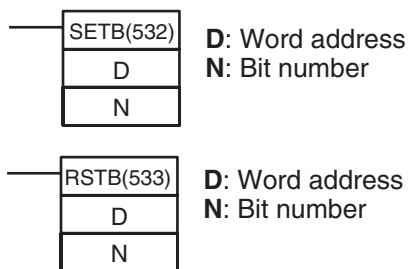 SETB(532)
D
N
D: Word address
N: Bit number
RSTB(533)
D
N
D: Word address
N: Bit number